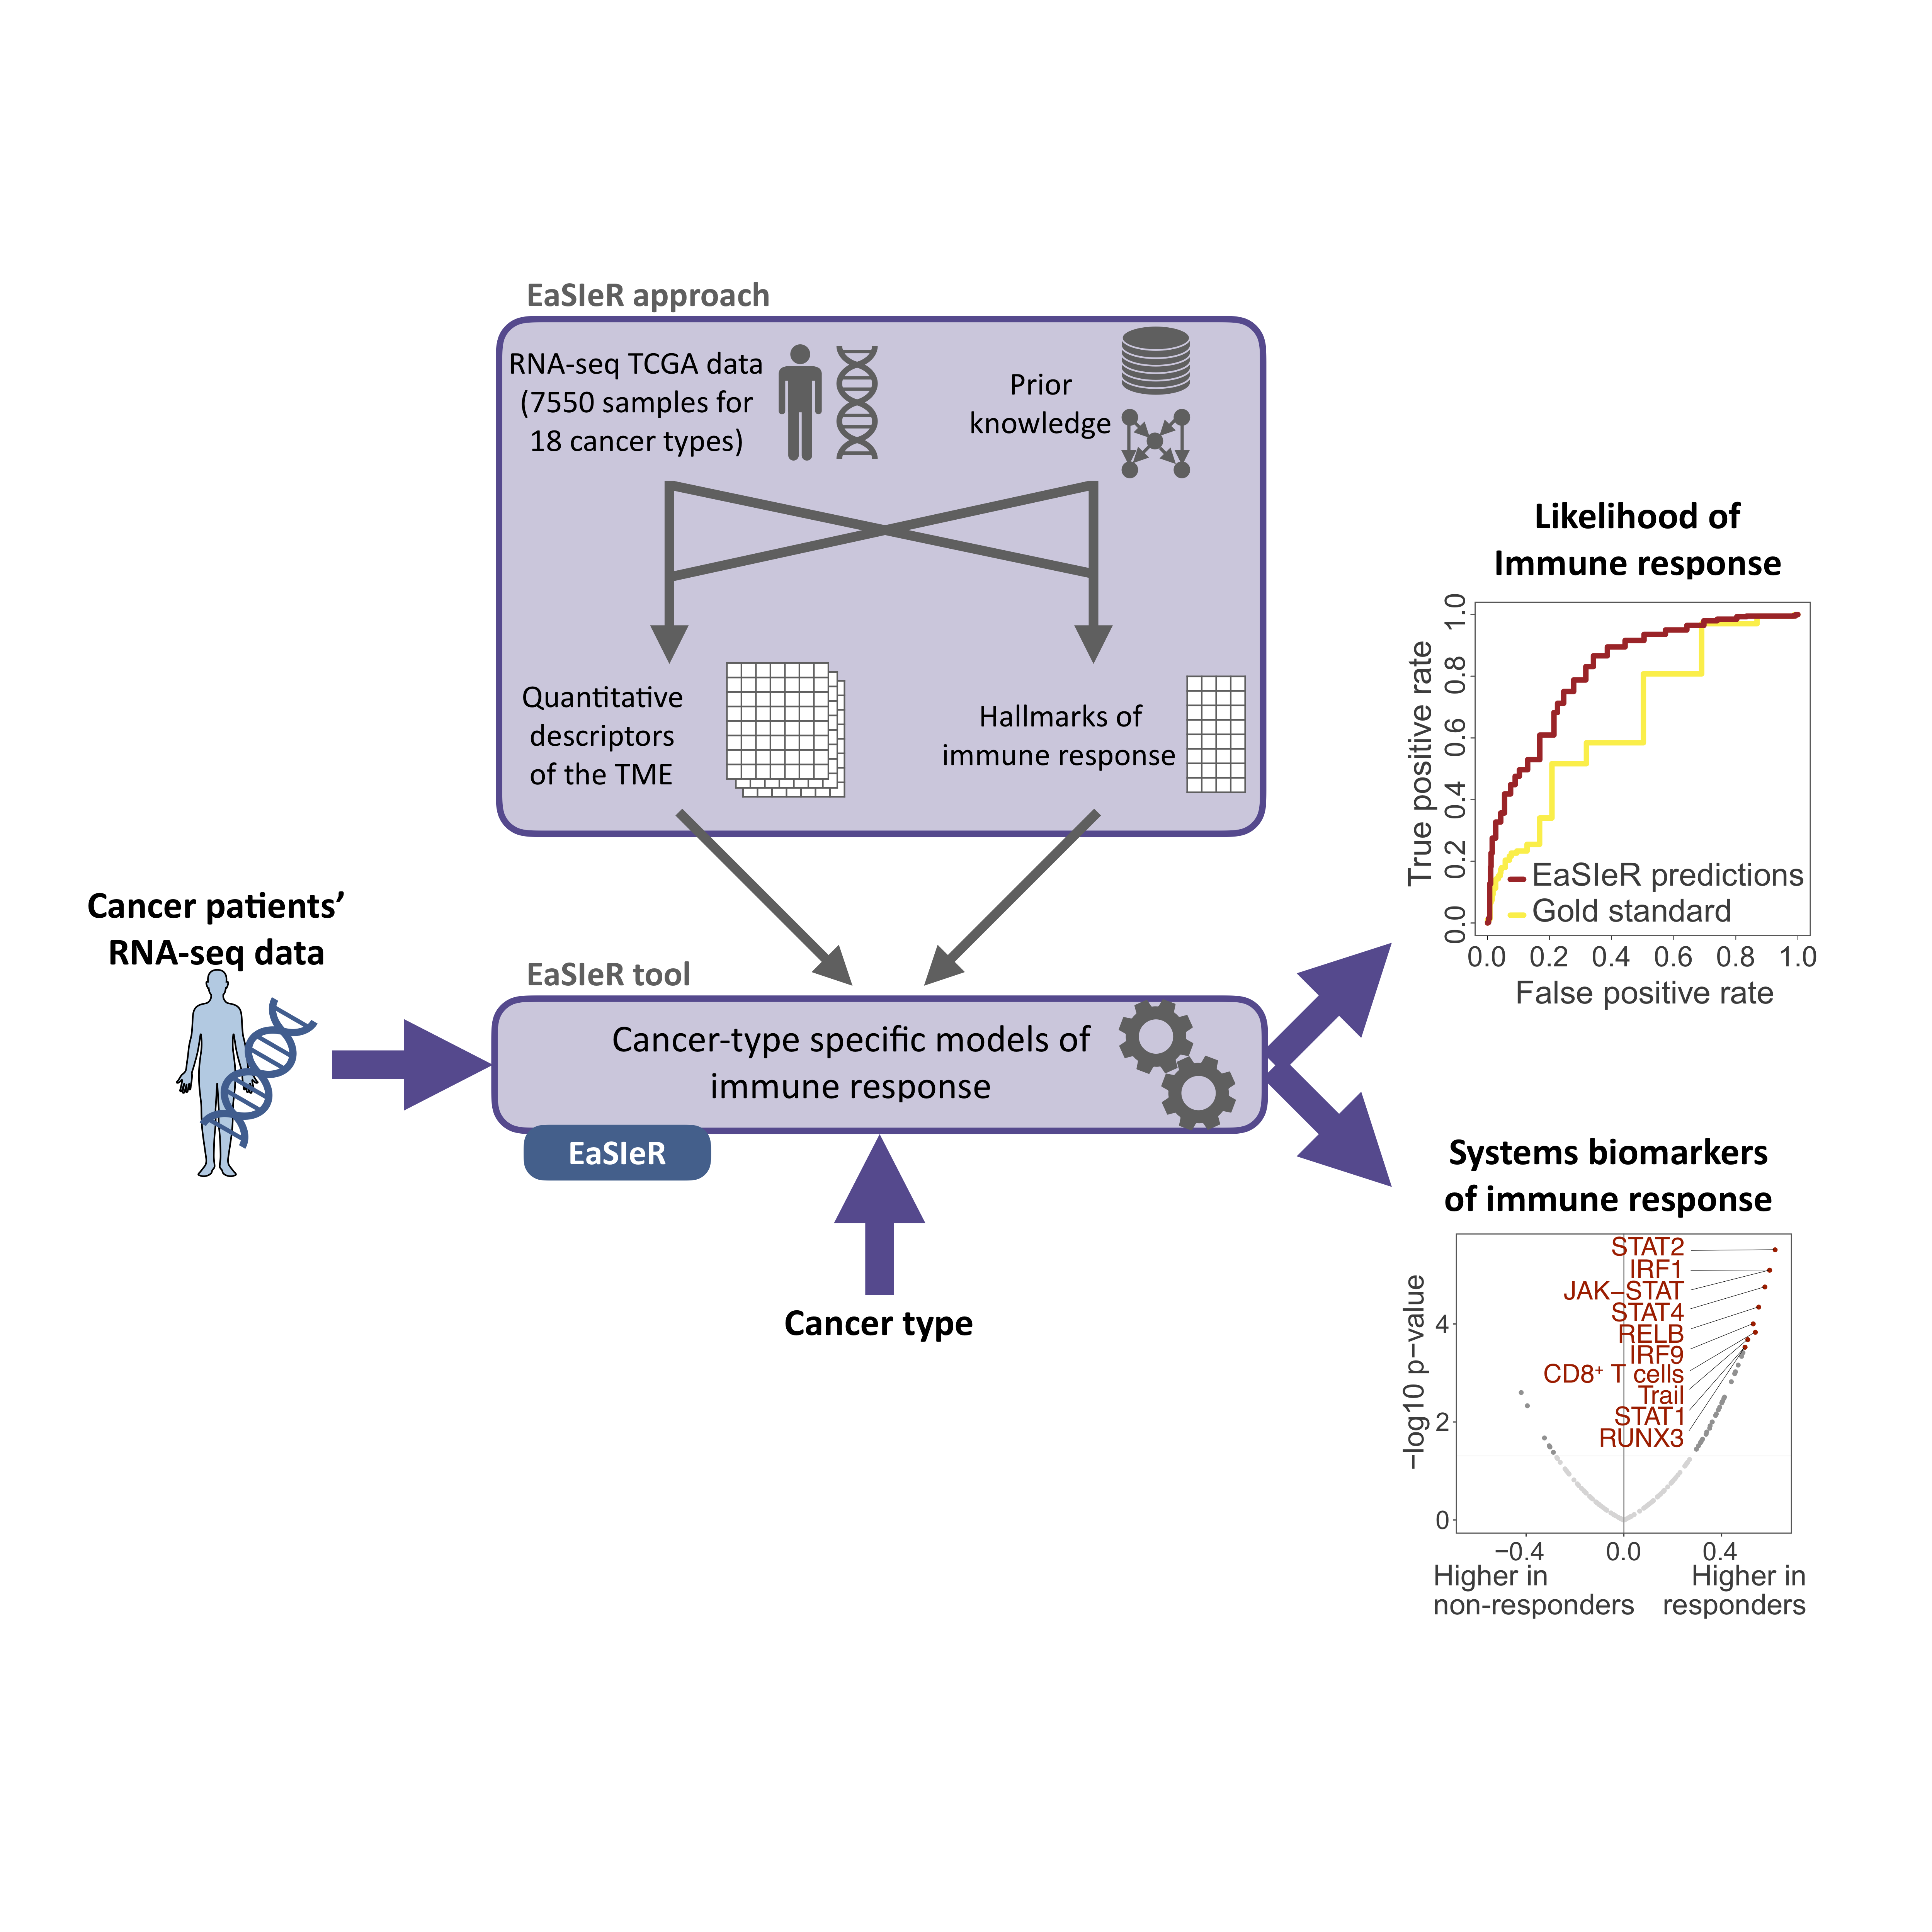 EaSIeR approach
RNA-seq TCGA data
(7550 samples for
18 cancer types)
Prior
knowledge
Quantitative
descriptors
of the TME
Hallmarks of
immune response
Cancer patients’
RNA-seq data
EaSIeR tool
Cancer-type specific models of
immune response
EaSIeR
Cancer type
Likelihood of
Immune response
True positive rate
1.0
0.8
0.6
0.4
0.2
0.0
EaSIeR predictions
Gold standard
0.0 0.2 0.4 0.6 0.8 1.0
False positive rate
Systems biomarkers
of immune response
−log10 p−value
4
2
0
STAT2
IRF1
JAK−STAT
STAT4
RELB
IRF9
CD8⁺ T cells
Trail
STAT1
RUNX3
−0.4 0.0 0.4
Higher in
non-responders
Higher in
responders